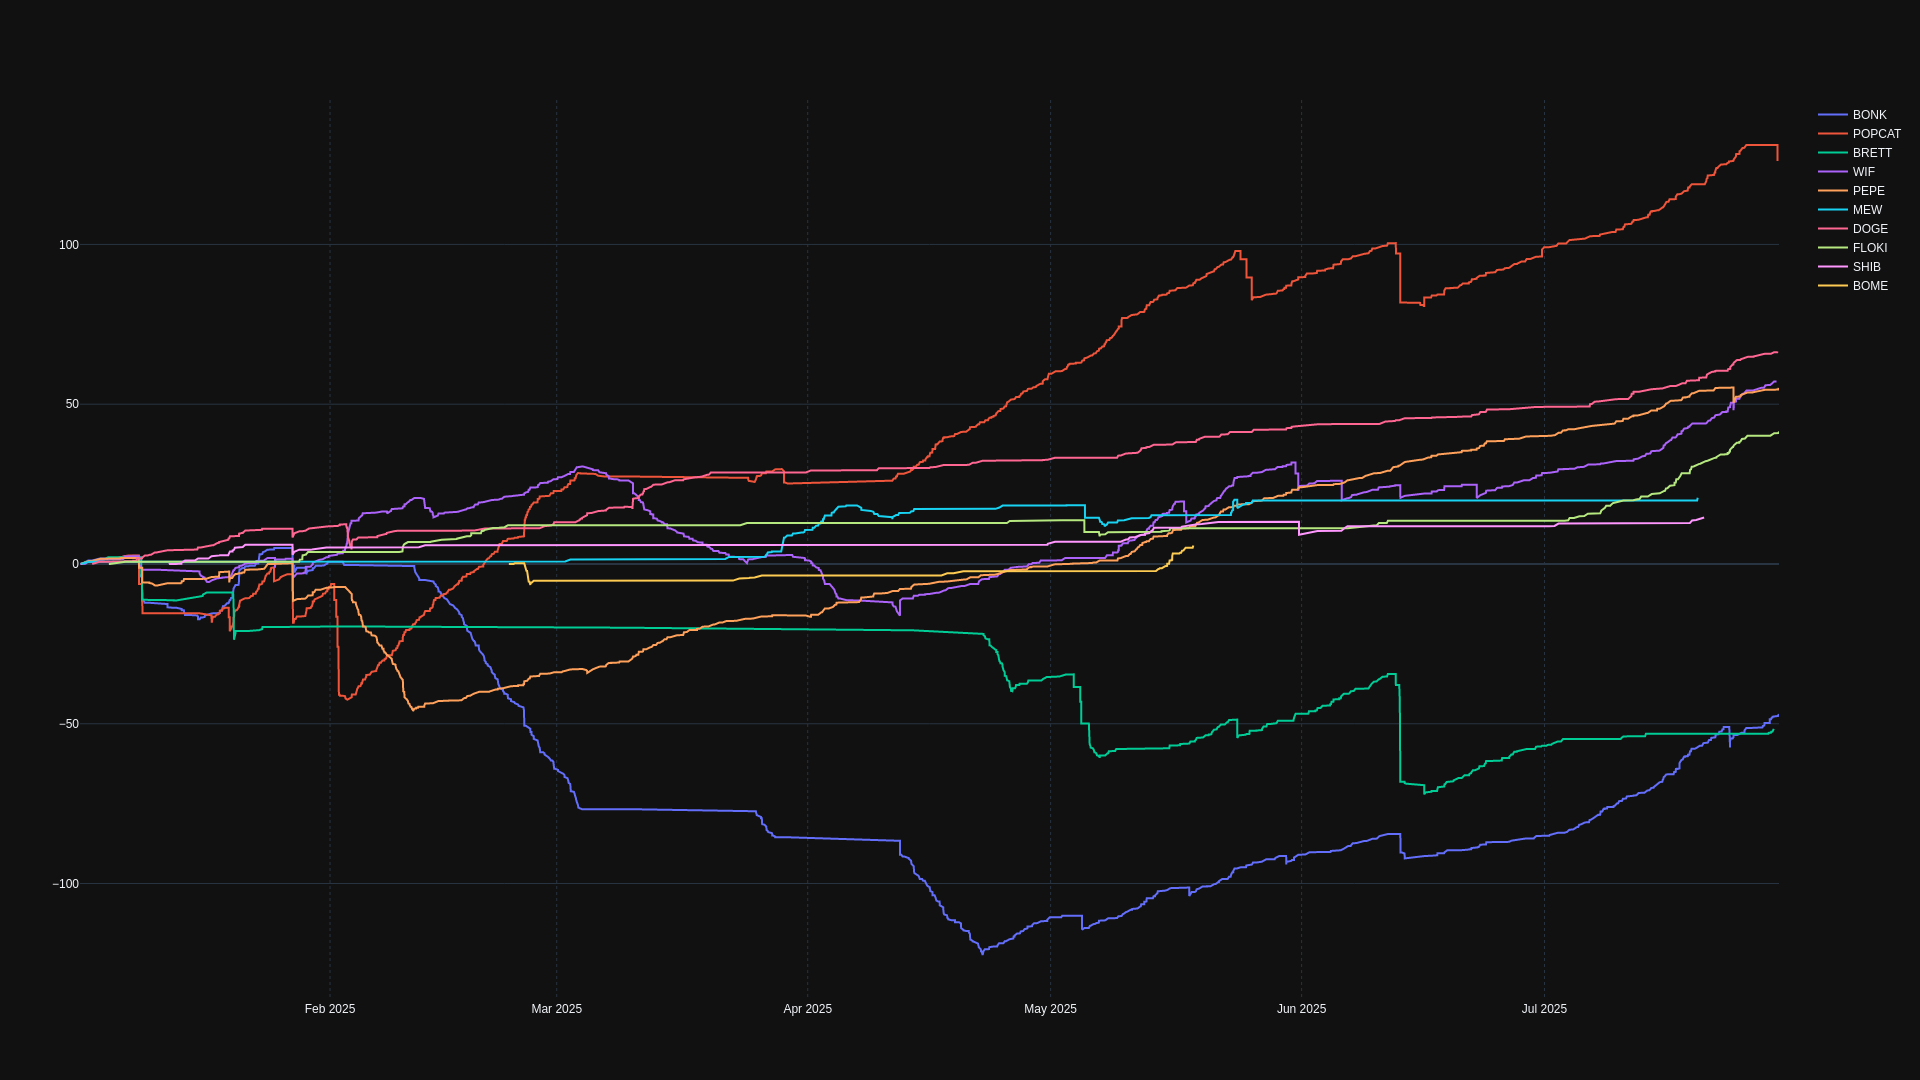 BONK
POPCAT
BRETT
WIF
PEPE
MEW
DOGE
FLOKI
SHIB
BOME
100
50
0
−50
−100
Feb 2025
Mar 2025
Apr 2025
May 2025
Jun 2025
Jul 2025